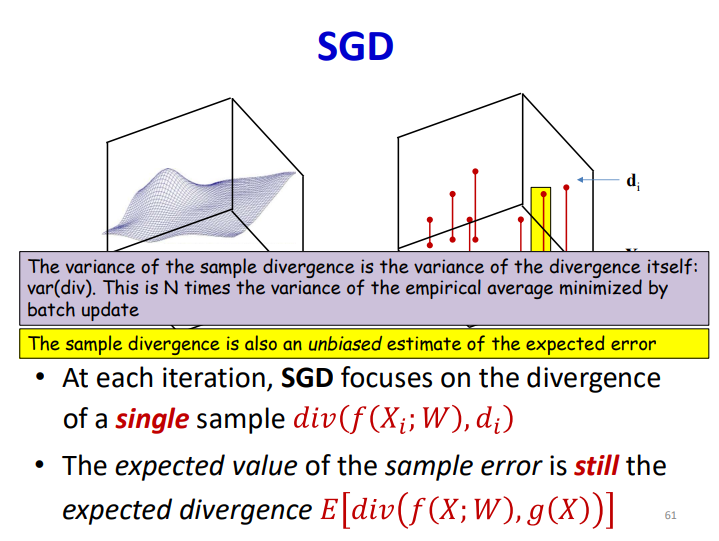 SGD
d_i
The variance of the sample divergence is the variance of the divergence itself:
var(div). This is N times the variance of the empirical average minimized by
batch update
The sample divergence is also an unbiased estimate of the expected error
• At each iteration, SGD focuses on the divergence
of a single sample div(f(X_i; W), d_i)
• The expected value of the sample error is still the
expected divergence E[div(f(X; W), g(X))]
61